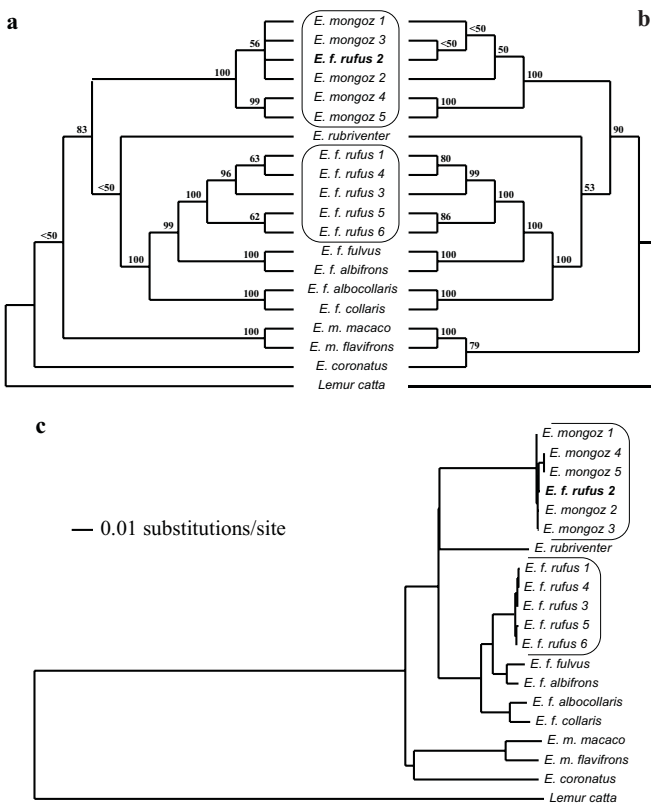 a
b
E. mongoz 1
<50
56
E. mongoz 3
<50
50
E. f. rufus 2
100
E. mongoz 2
100
99
E. mongoz 4
100
E. mongoz 5
83
E. rubriventer
90
63
E. f. rufus 1
80
96
E. f. rufus 4
99
<50
100
E. f. rufus 3
100
53
99
62
E. f. rufus 5
86
100
E. f. rufus 6
<50
100
E. f. fulvus
100
100
100
E. f. albifrons
100
E. f. albocollaris
100
E. f. collaris
100
E. m. macaco
100
E. m. flavifrons
79
E. coronatus
Lemur catta
c
E. mongoz 1
E. mongoz 4
E. mongoz 5
E. f. rufus 2
E. mongoz 2
0.01 substitutions/site
E. mongoz 3
E. rubriventer
E. f. rufus 1
E. f. rufus 4
E. f. rufus 3
E. f. rufus 5
E. f. rufus 6
E. f. fulvus
E. f. albifrons
E. f. albocollaris
E. f. collaris
E. m. macaco
E. m. flavifrons
E. coronatus
Lemur catta